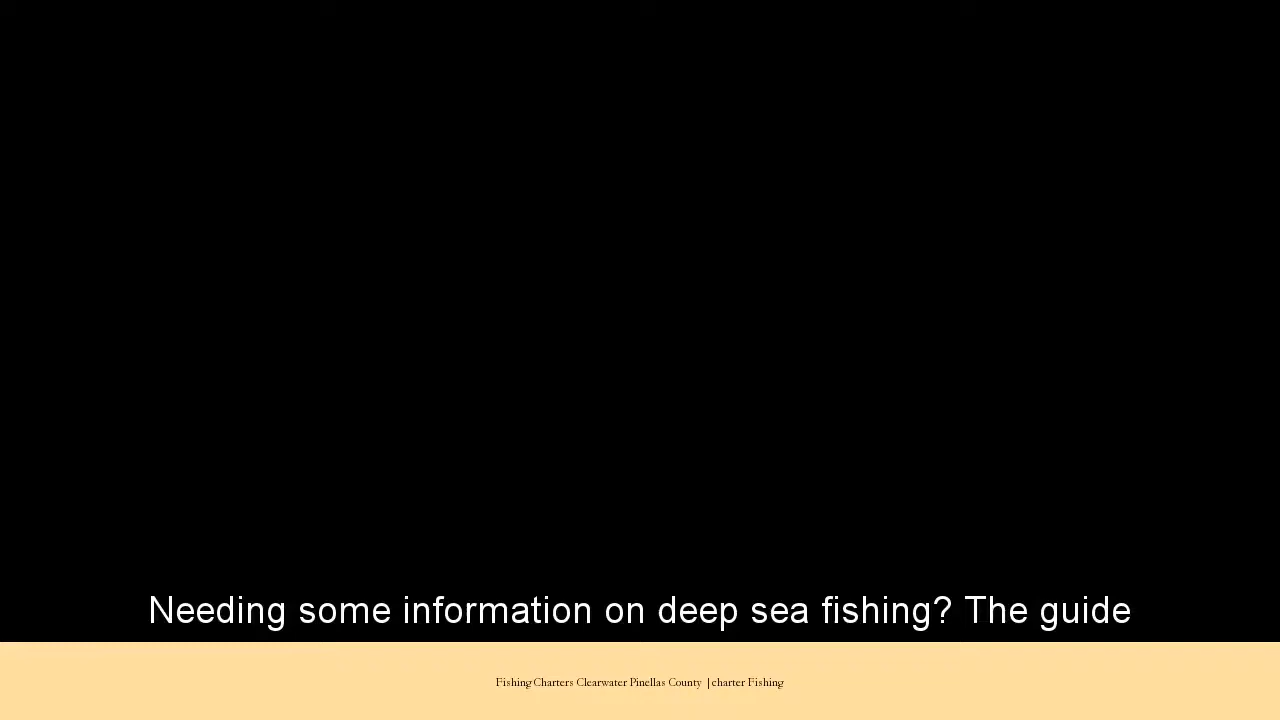 Needing some information on deep sea fishing? The guide
Fishing Charters Clearwater Pinellas County | charter Fishing